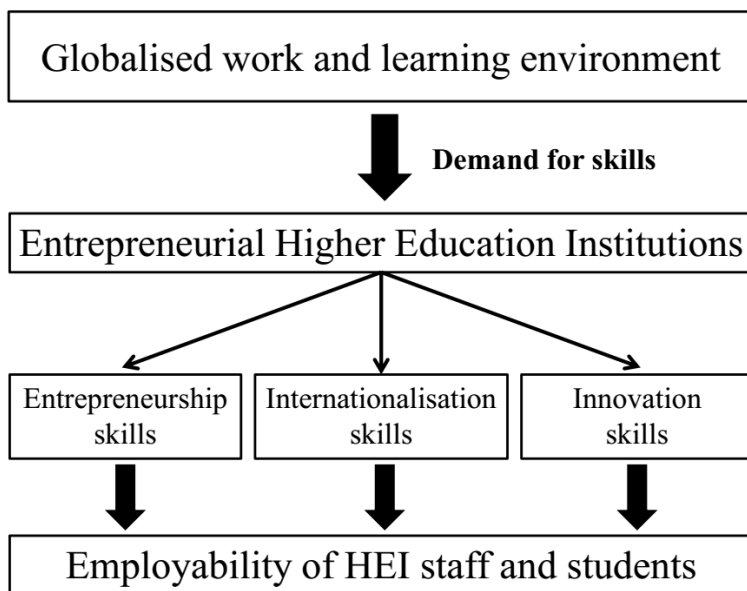 Globalised work and learning environment
Demand for skills
Entrepreneurial Higher Education Institutions
Entrepreneurship
skills
Internationalisation
skills
Innovation
skills
Employability of HEI staff and students